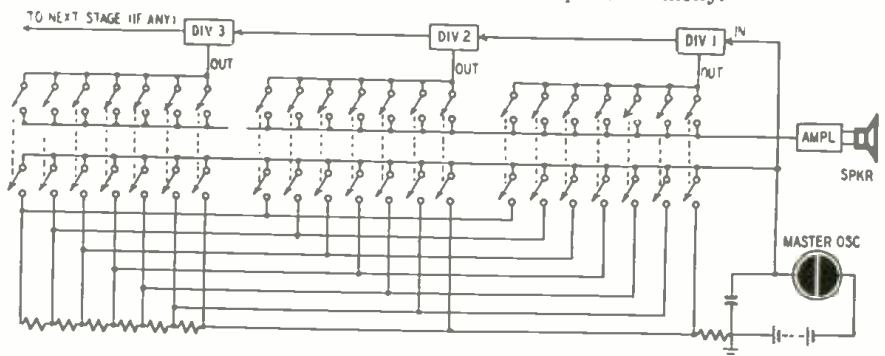 TO NEXT STAGE (IF ANY)
DIV 3
DIV 2
DIV 1
IN
OUT
OUT
OUT
AMPL
SPKR
MASTER OSC